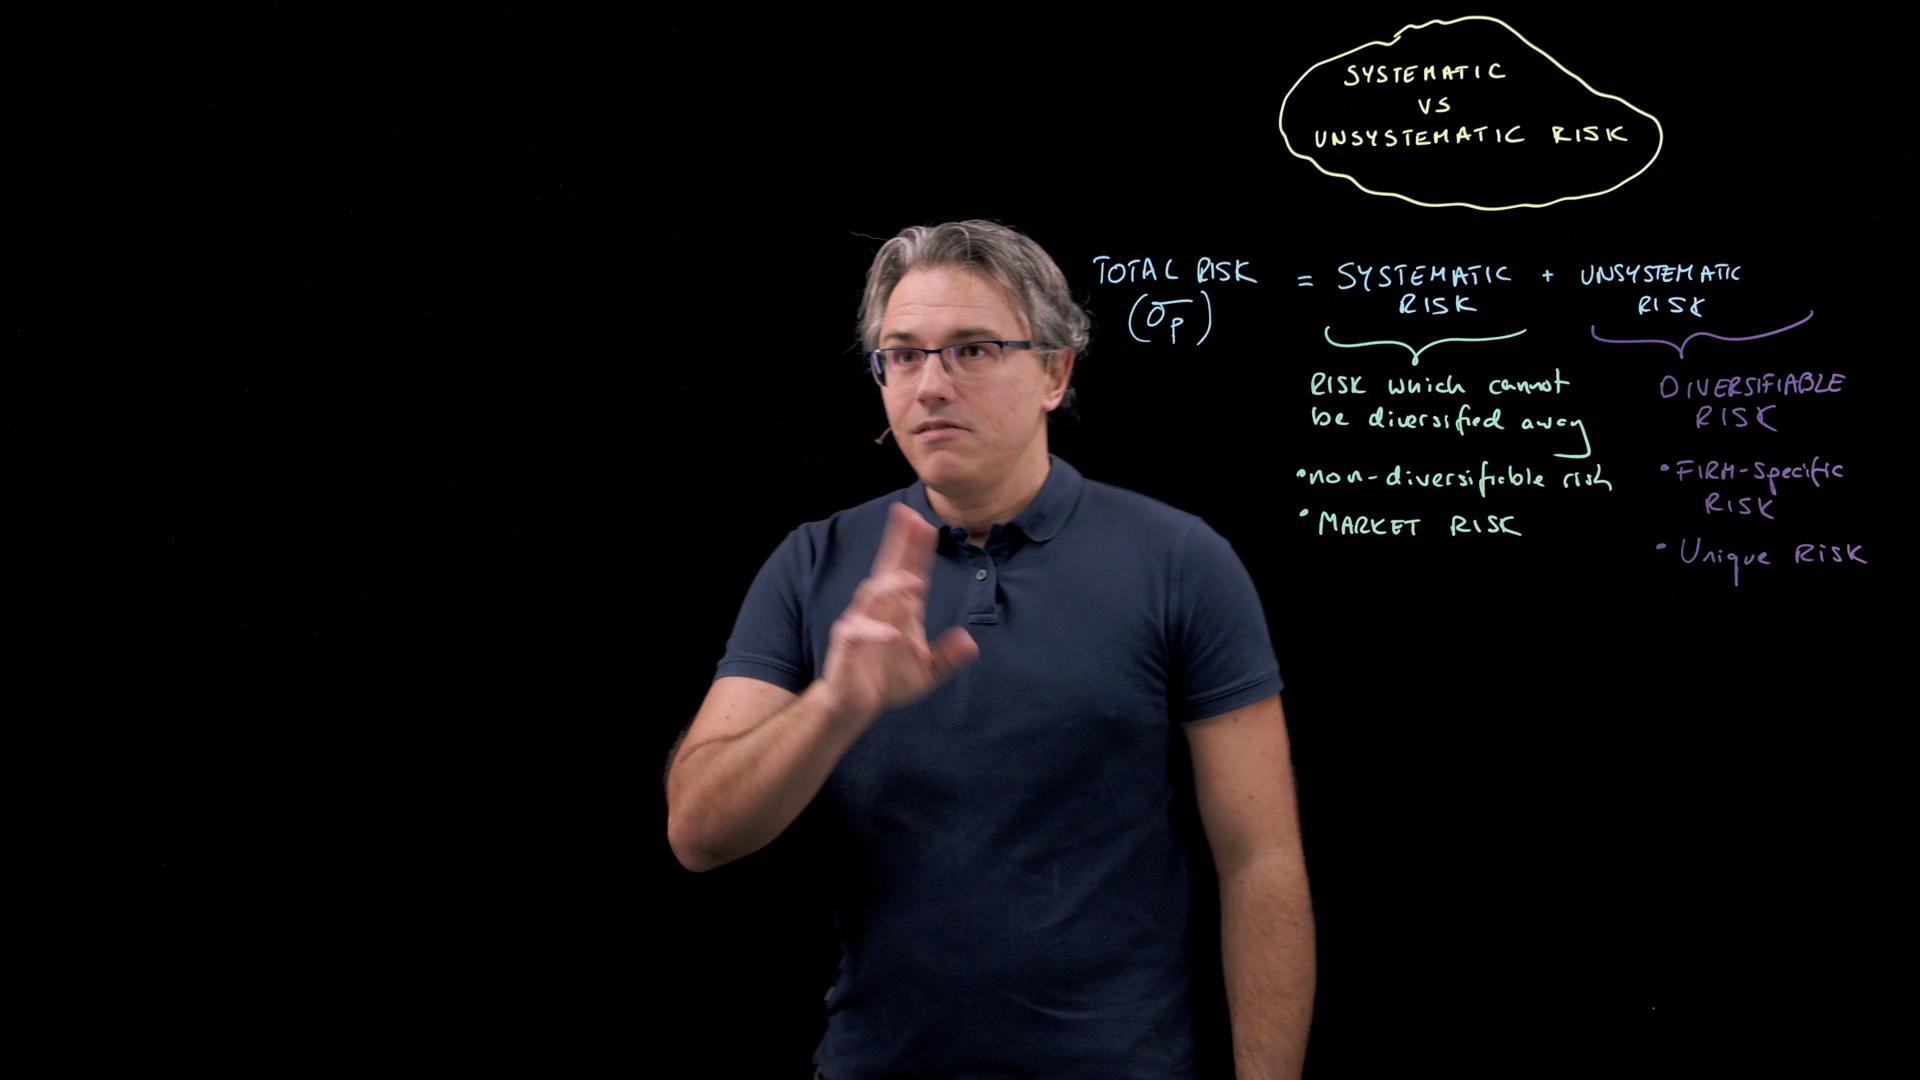 SYSTEMATIC
VS
UNSYSTEMATIC RISK
TOTAL RISK = SYSTEMATIC + UNSYSTEMATIC
(σp) RISK RISK
RISK which cannot
be diversified away
• non-diversifiable risk
• MARKET RISK
DIVERSIFIABLE
RISK
• FIRM-Specific
RISK
• Unique RISK